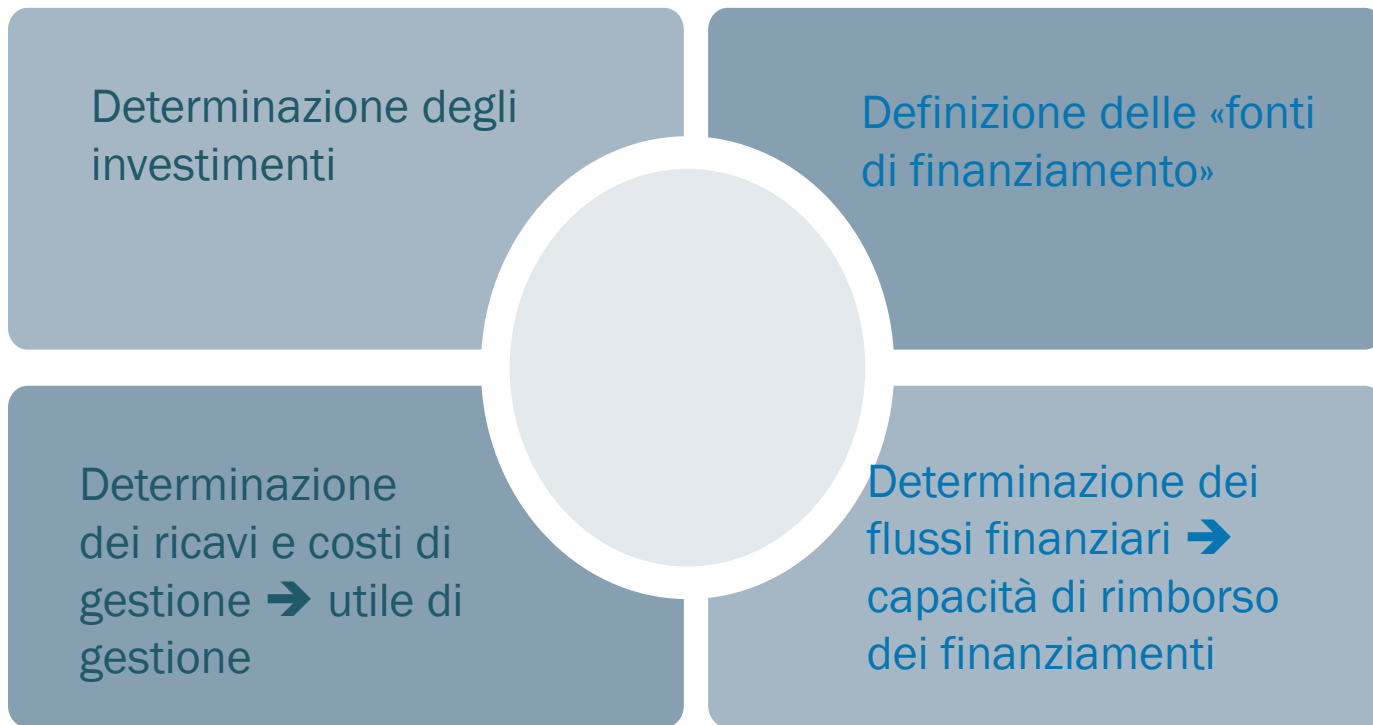 Determinazione degli
investimenti
Definizione delle «fonti
di finanziamento»
Determinazione
dei ricavi e costi di
gestione ➔ utile di
gestione
Determinazione dei
flussi finanziari ➔
capacità di rimborso
dei finanziamenti